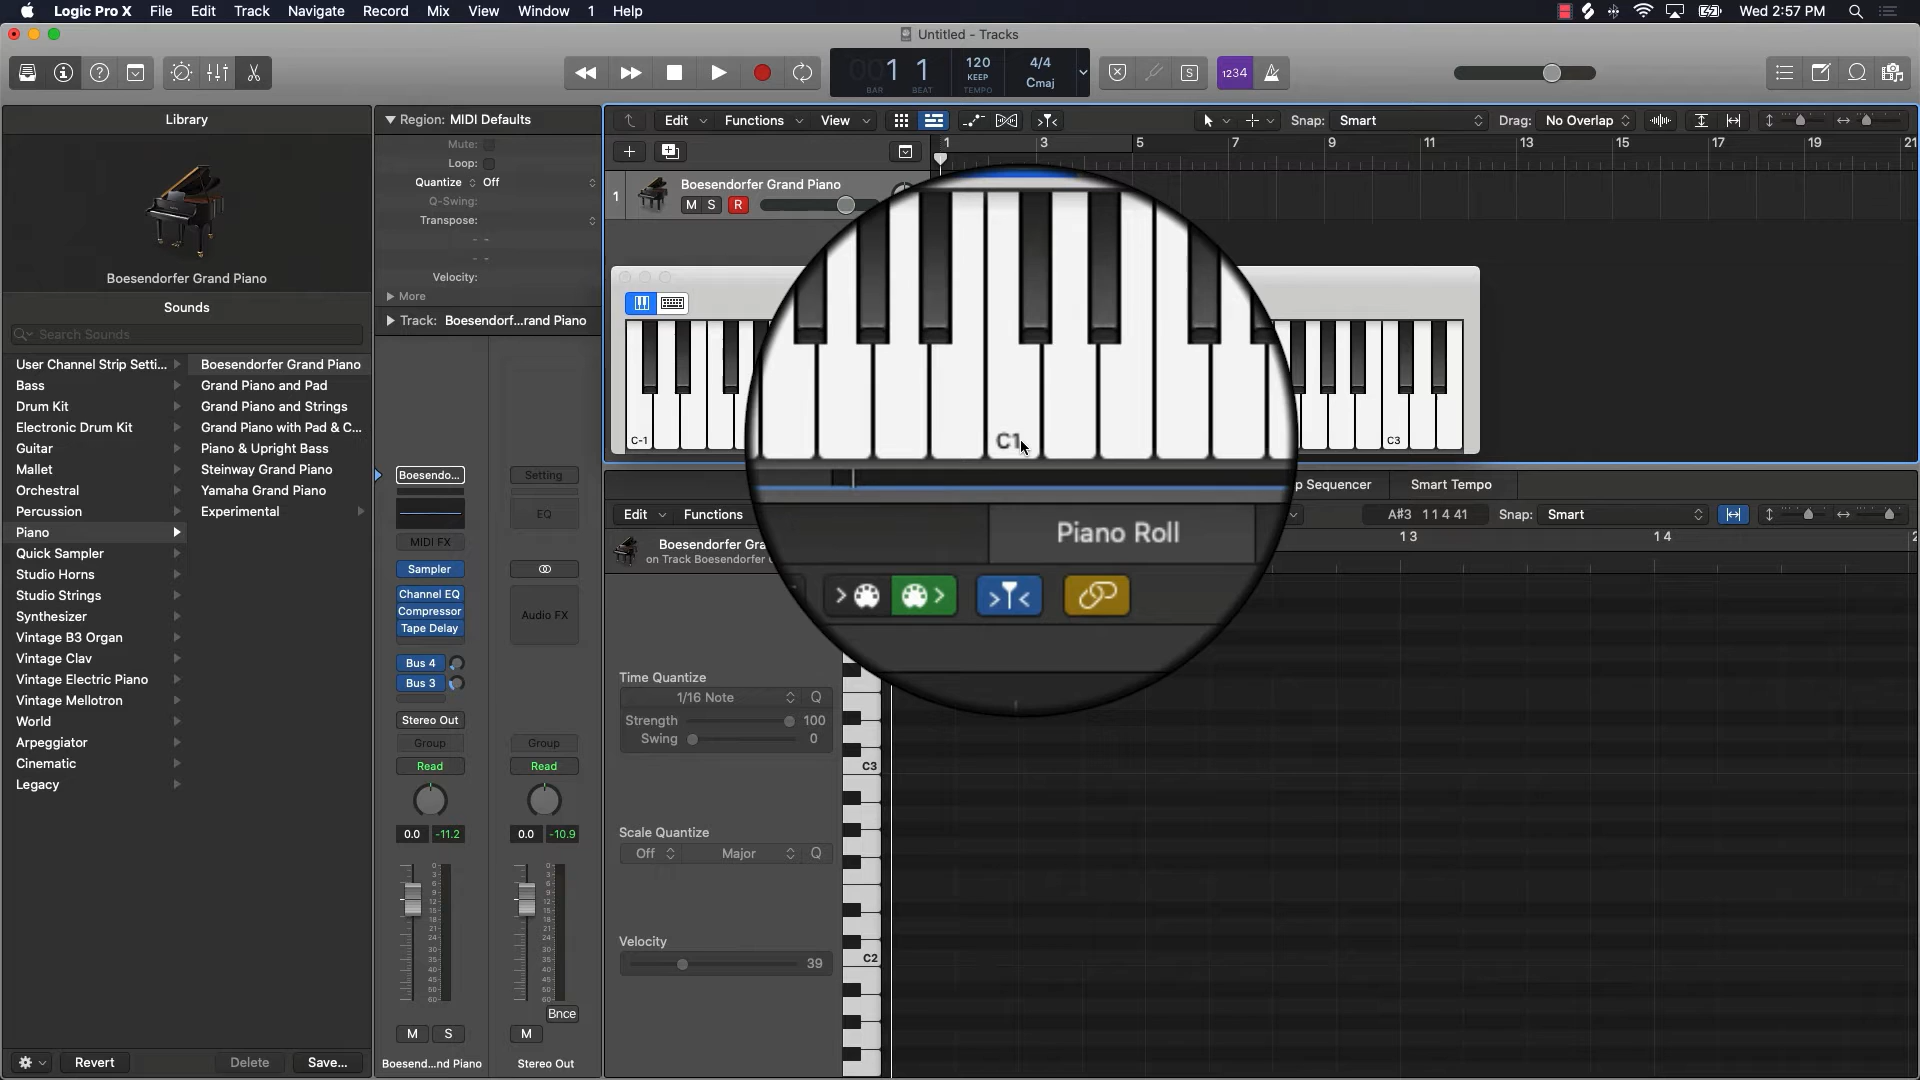 Logic Pro X File Edit Track Navigate Record Mix View Window 1 Help
Wed 2:57 PM
Untitled - Tracks
1 1
BAR BEAT
120
KEEP
TEMPO
4/4
Cmaj
S
1234
Library
Boesendorfer Grand Piano
Sounds
Search Sounds
User Channel Strip Setti...
Bass
Drum Kit
Electronic Drum Kit
Guitar
Mallet
Orchestral
Percussion
Piano
Quick Sampler
Studio Horns
Studio Strings
Synthesizer
Vintage B3 Organ
Vintage Clav
Vintage Electric Piano
Vintage Mellotron
World
Arpeggiator
Cinematic
Legacy
Boesendorfer Grand Piano
Grand Piano and Pad
Grand Piano and Strings
Grand Piano with Pad & C...
Piano & Upright Bass
Steinway Grand Piano
Yamaha Grand Piano
Experimental
Revert
Delete
Save...
Region: MIDI Defaults
Mute:
Loop:
Quantize Off
Q-Swing:
Transpose:
Velocity:
More
Track: Boesendorf...rand Piano
Boesendo...
MIDI FX
Sampler
Channel EQ
Compressor
Tape Delay
Bus 4
Bus 3
Stereo Out
Group
Read
0.0 -11.2
M S
Boesend...nd Piano
Setting
EQ
Audio FX
Group
Read
0.0 -10.9
Bnce
M
Stereo Out
Edit Functions View
Snap: Smart
Drag: No Overlap
1 3 5 7 9 11 13 15 17 19 21
1
Boesendorfer Grand Piano
M S R
C-1
C1
C3
Piano Roll
p Sequencer
Smart Tempo
Edit Functions
A#3 1 1 4 41
Snap: Smart
1 3
1 4
Boesendorfer Gra
on Track Boesendorfer
Time Quantize
1/16 Note Q
Strength 100
Swing 0
Scale Quantize
Off Major Q
Velocity
39
C3
C2